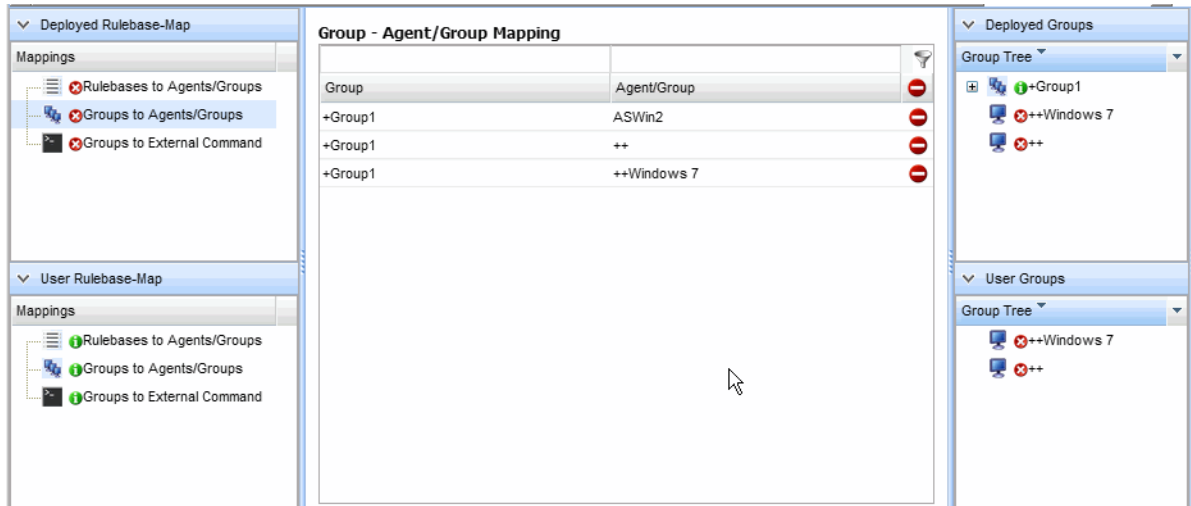 Deployed Rulebase-Map
Mappings
Rulebases to Agents/Groups
Groups to Agents/Groups
Groups to External Command
User Rulebase-Map
Mappings
Rulebases to Agents/Groups
Groups to Agents/Groups
Groups to External Command
Group - Agent/Group Mapping
Group Agent/Group
+Group1 ASWin2
+Group1 ++
+Group1 ++Windows 7
Deployed Groups
Group Tree
+Group1
++Windows 7
++
User Groups
Group Tree
++Windows 7
++